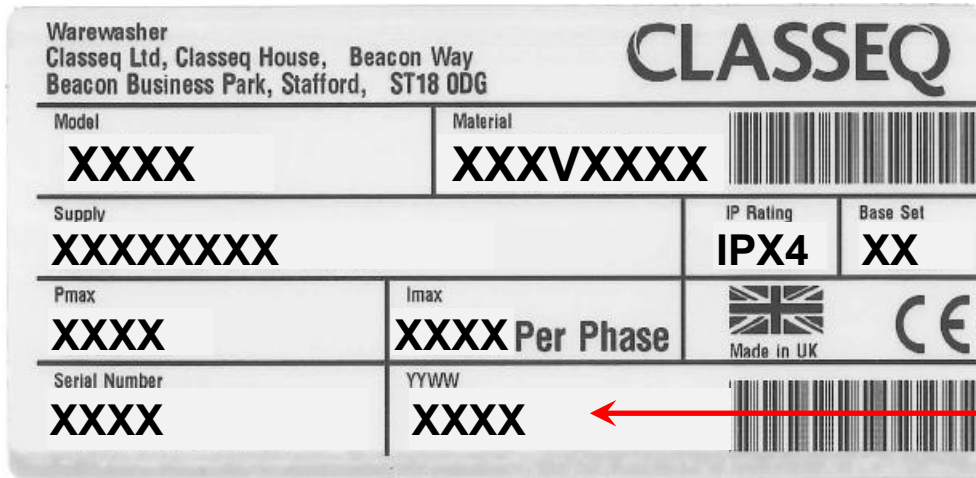 Warewasher
Classeq Ltd, Classeq House, Beacon Way
Beacon Business Park, Stafford, ST18 0DG
CLASSEQ
Model
XXXX
Material
XXXVXXXX
Supply
XXXXXXXX
IP Rating
IPX4
Base Set
XX
Pmax
XXXX
Imax
XXXX Per Phase
Made in UK
CE
Serial Number
XXXX
YYWW
XXXX